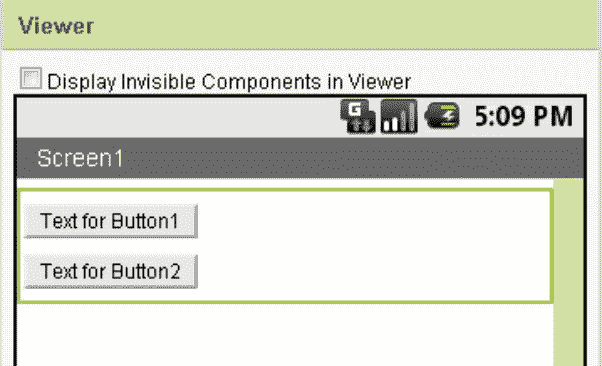 Viewer
Display Invisible Components in Viewer
G 5:09 PM
Screen1
Text for Button1
Text for Button2